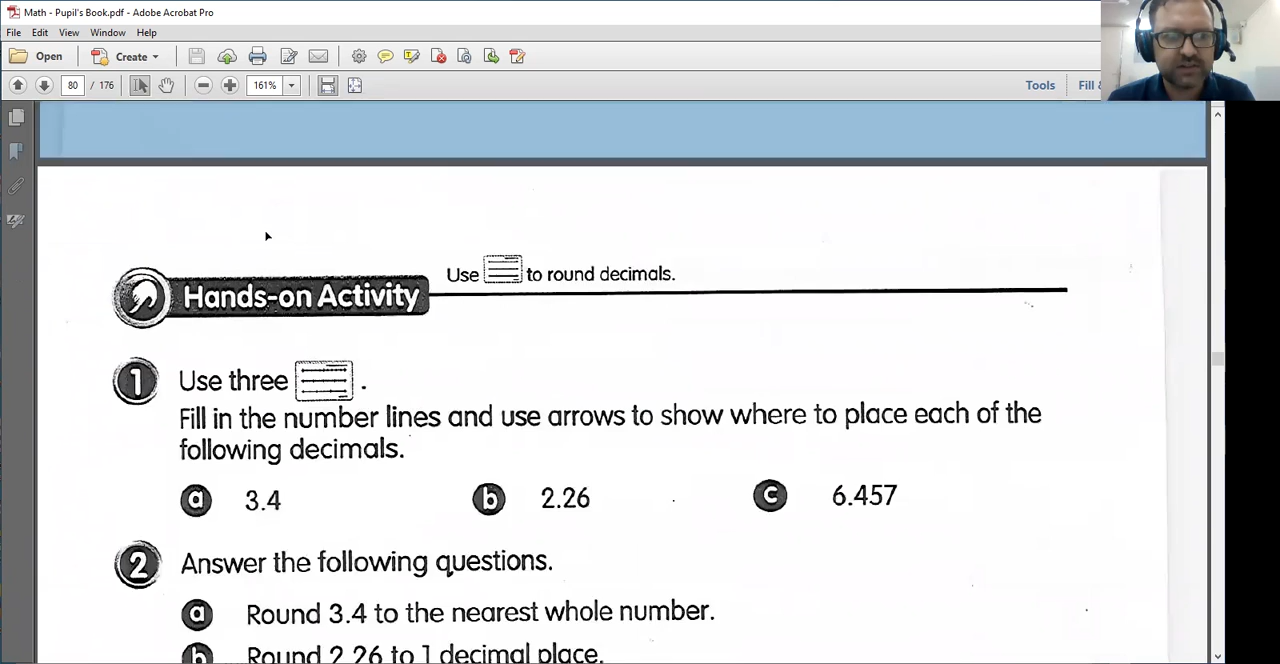 Math - Pupil's Book.pdf - Adobe Acrobat Pro
File Edit View Window Help
Open Create
80 / 176 161% Tools Fill &
Use to round decimals.
Hands-on Activity
1 Use three .
Fill in the number lines and use arrows to show where to place each of the
following decimals.
a 3.4 b 2.26 c 6.457
2 Answer the following questions.
a Round 3.4 to the nearest whole number.
b Round 2.26 to 1 decimal place.